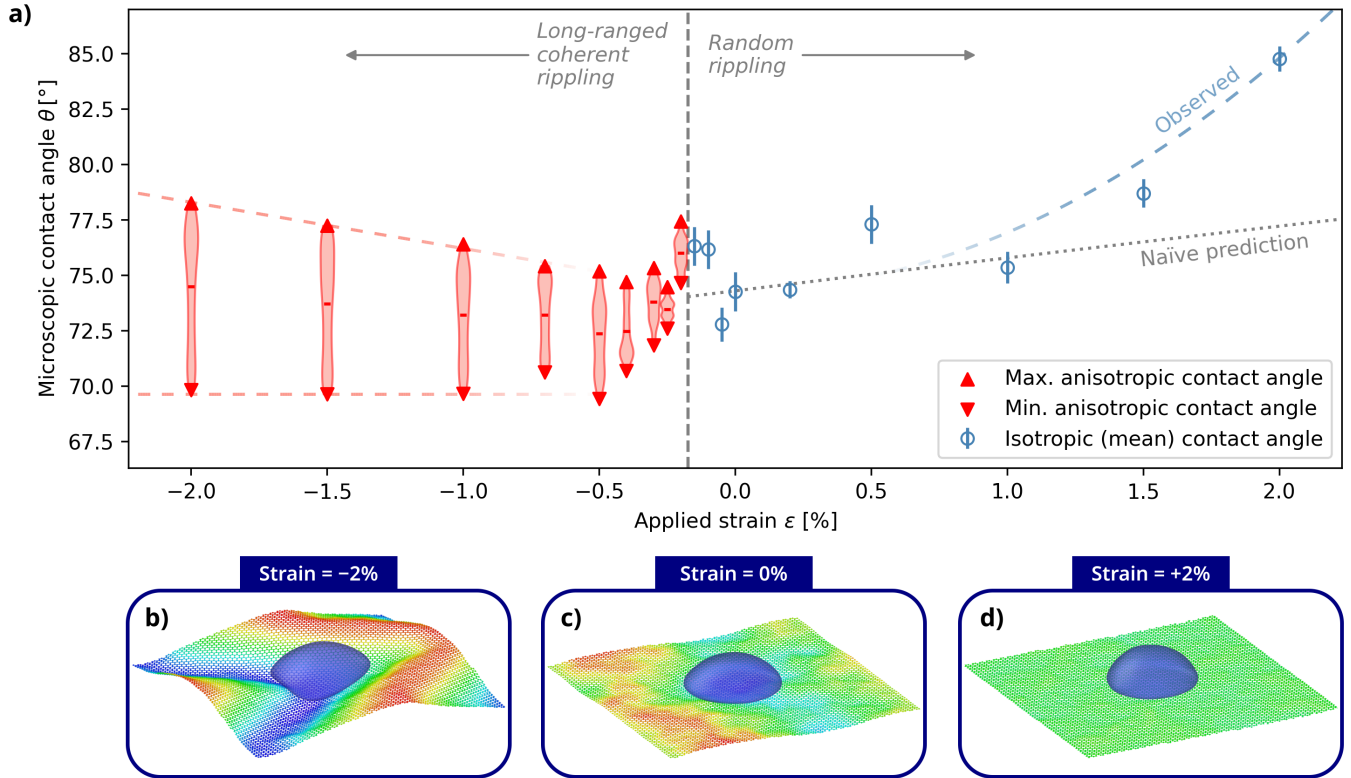 a)
Microscopic contact angle θ [°]
85.0
82.5
80.0
77.5
75.0
72.5
70.0
67.5
Long-ranged
coherent
rippling
Random
rippling
Observed
Naïve prediction
Max. anisotropic contact angle
Min. anisotropic contact angle
Isotropic (mean) contact angle
−2.0 −1.5 −1.0 −0.5 0.0 0.5 1.0 1.5 2.0
Applied strain ε [%]
Strain = −2%
b)
Strain = 0%
c)
Strain = +2%
d)